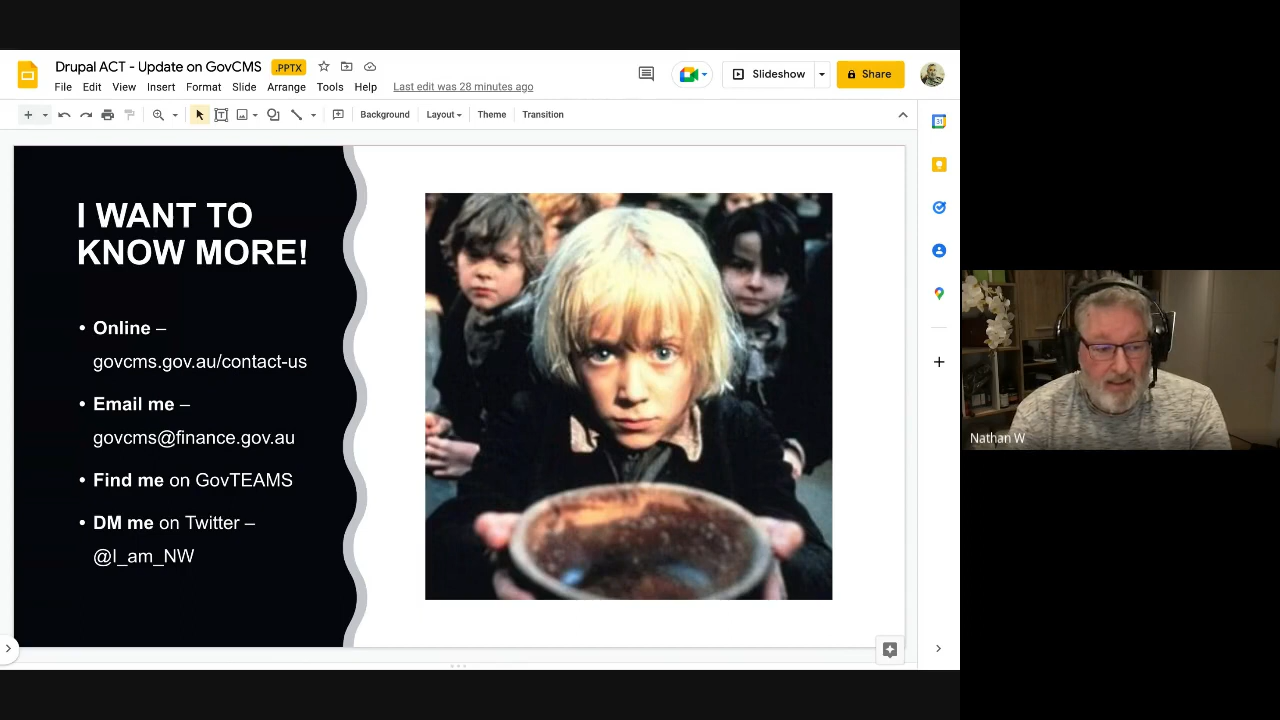 Drupal ACT - Update on GovCMS .PPTX
File Edit View Insert Format Slide Arrange Tools Help Last edit was 28 minutes ago
Slideshow
Share
Background Layout Theme Transition
31
I WANT TO
KNOW MORE!
• Online –
govcms.gov.au/contact-us
• Email me –
govcms@finance.gov.au
• Find me on GovTEAMS
• DM me on Twitter –
@I_am_NW
Nathan W